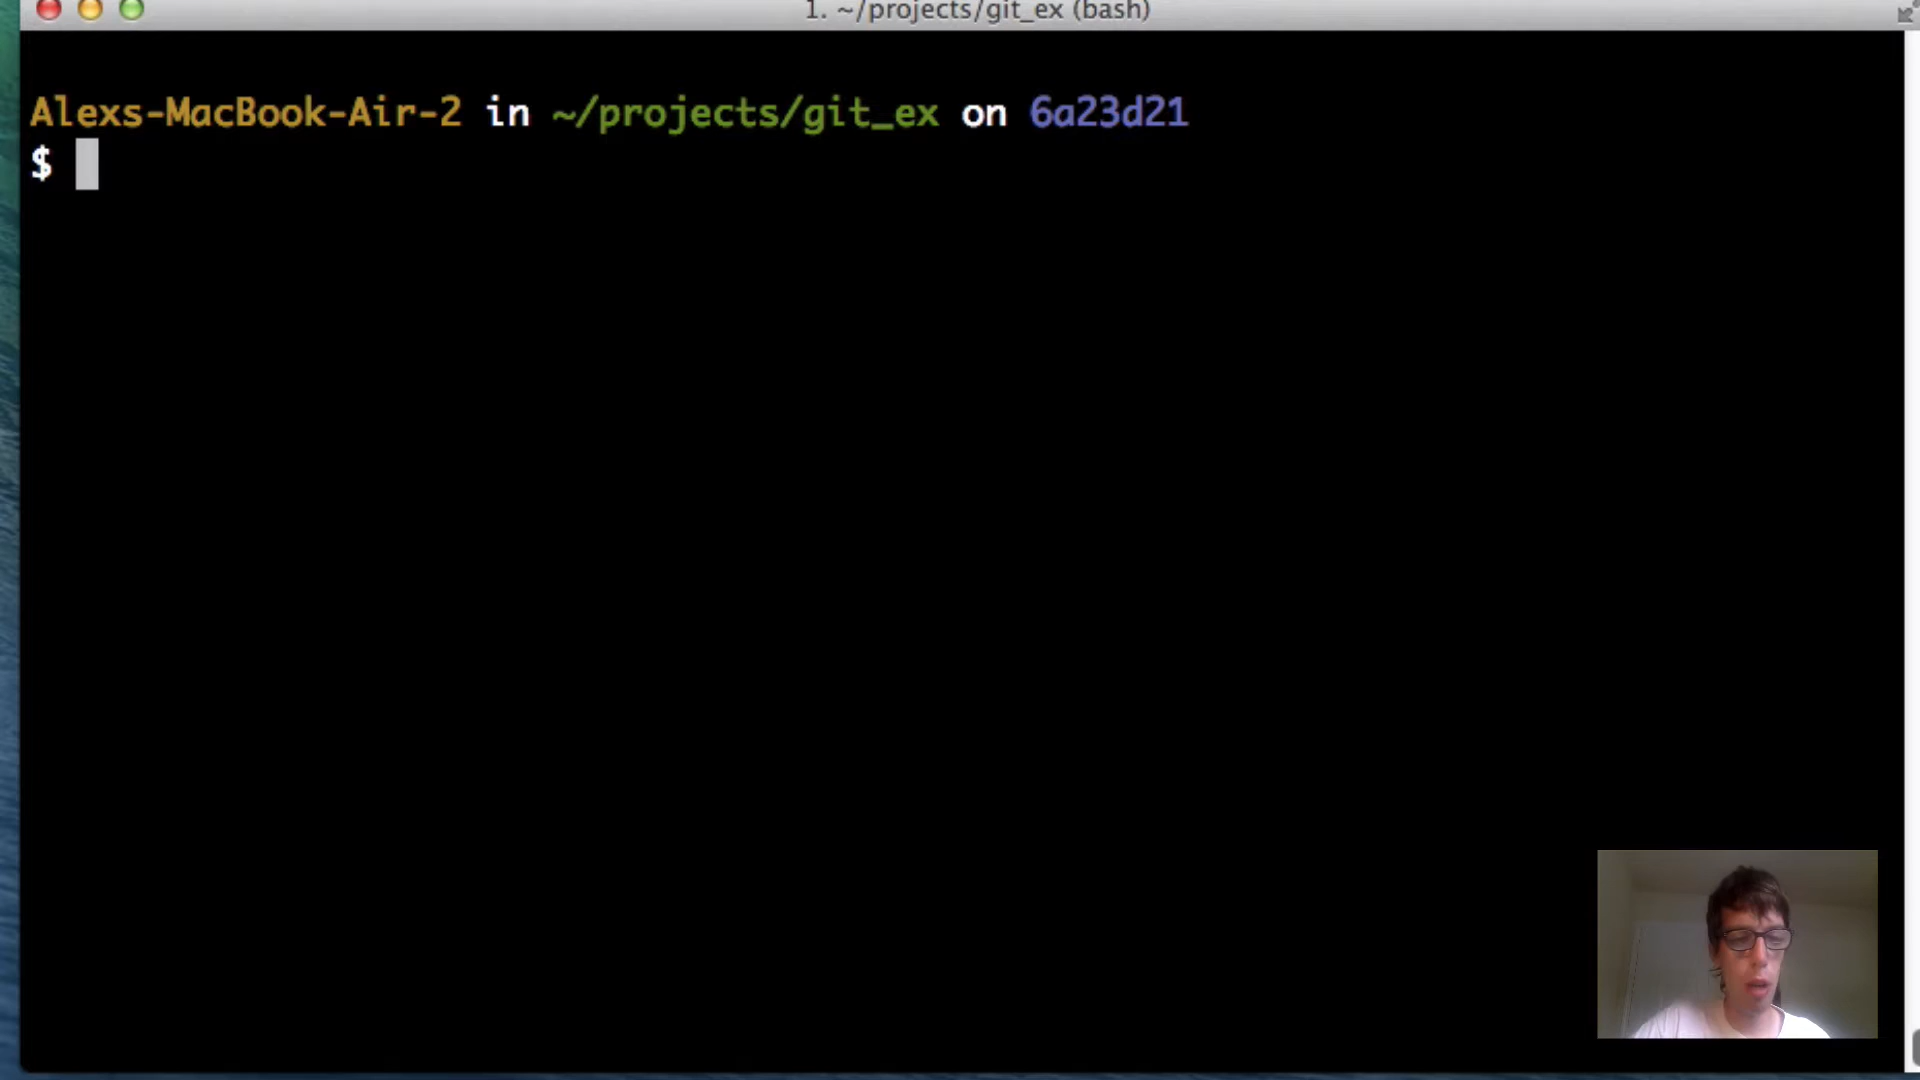 1. ~/projects/git_ex (bash)
Alexs-MacBook-Air-2 in ~/projects/git_ex on 6a23d21
$